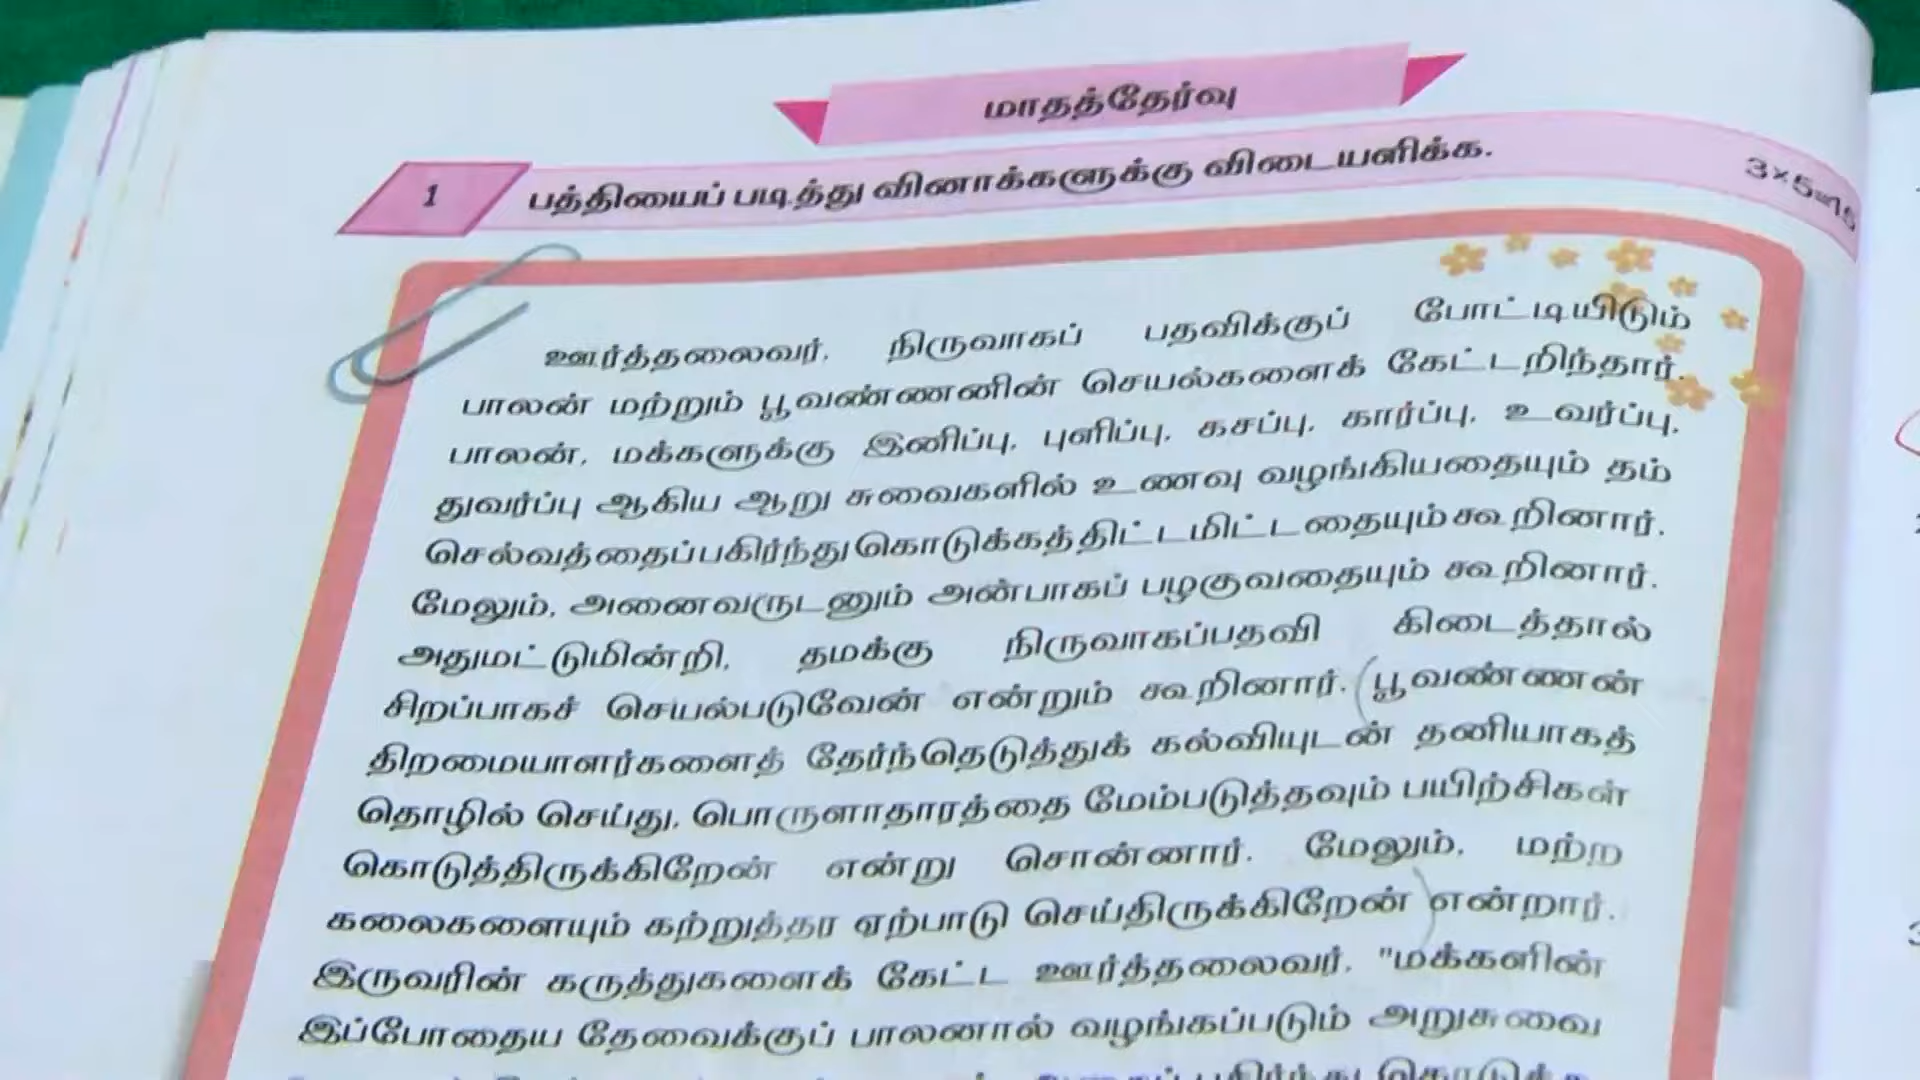 மாதத்தேர்வு
1 பத்தியைப் படித்து வினாக்களுக்கு விடையளிக்க. 3×5=15
ஊர்த்தலைவர், நிருவாகப் பதவிக்குப் போட்டியிடும்
பாலன் மற்றும் பூவண்ணனின் செயல்களைக் கேட்டறிந்தார்.
பாலன், மக்களுக்கு இனிப்பு, புளிப்பு, கசப்பு, கார்ப்பு, உவர்ப்பு,
துவர்ப்பு ஆகிய ஆறு சுவைகளில் உணவு வழங்கியதையும் தம்
செல்வத்தைப்பகிர்ந்துகொடுக்கத்திட்டமிட்டதையும்கூறினார்.
மேலும், அனைவருடனும் அன்பாகப் பழகுவதையும் கூறினார்.
அதுமட்டுமின்றி, தமக்கு நிருவாகப்பதவி கிடைத்தால்
சிறப்பாகச் செயல்படுவேன் என்றும் கூறினார். பூவண்ணன்
திறமையாளர்களைத் தேர்ந்தெடுத்துக் கல்வியுடன் தனியாகத்
தொழில் செய்து, பொருளாதாரத்தை மேம்படுத்தவும் பயிற்சிகள்
கொடுத்திருக்கிறேன் என்று சொன்னார். மேலும், மற்ற
கலைகளையும் கற்றுத்தர ஏற்பாடு செய்திருக்கிறேன் என்றார்.
இருவரின் கருத்துகளைக் கேட்ட ஊர்த்தலைவர், "மக்களின்
இப்போதைய தேவைக்குப் பாலனால் வழங்கப்படும் அறுசுவை